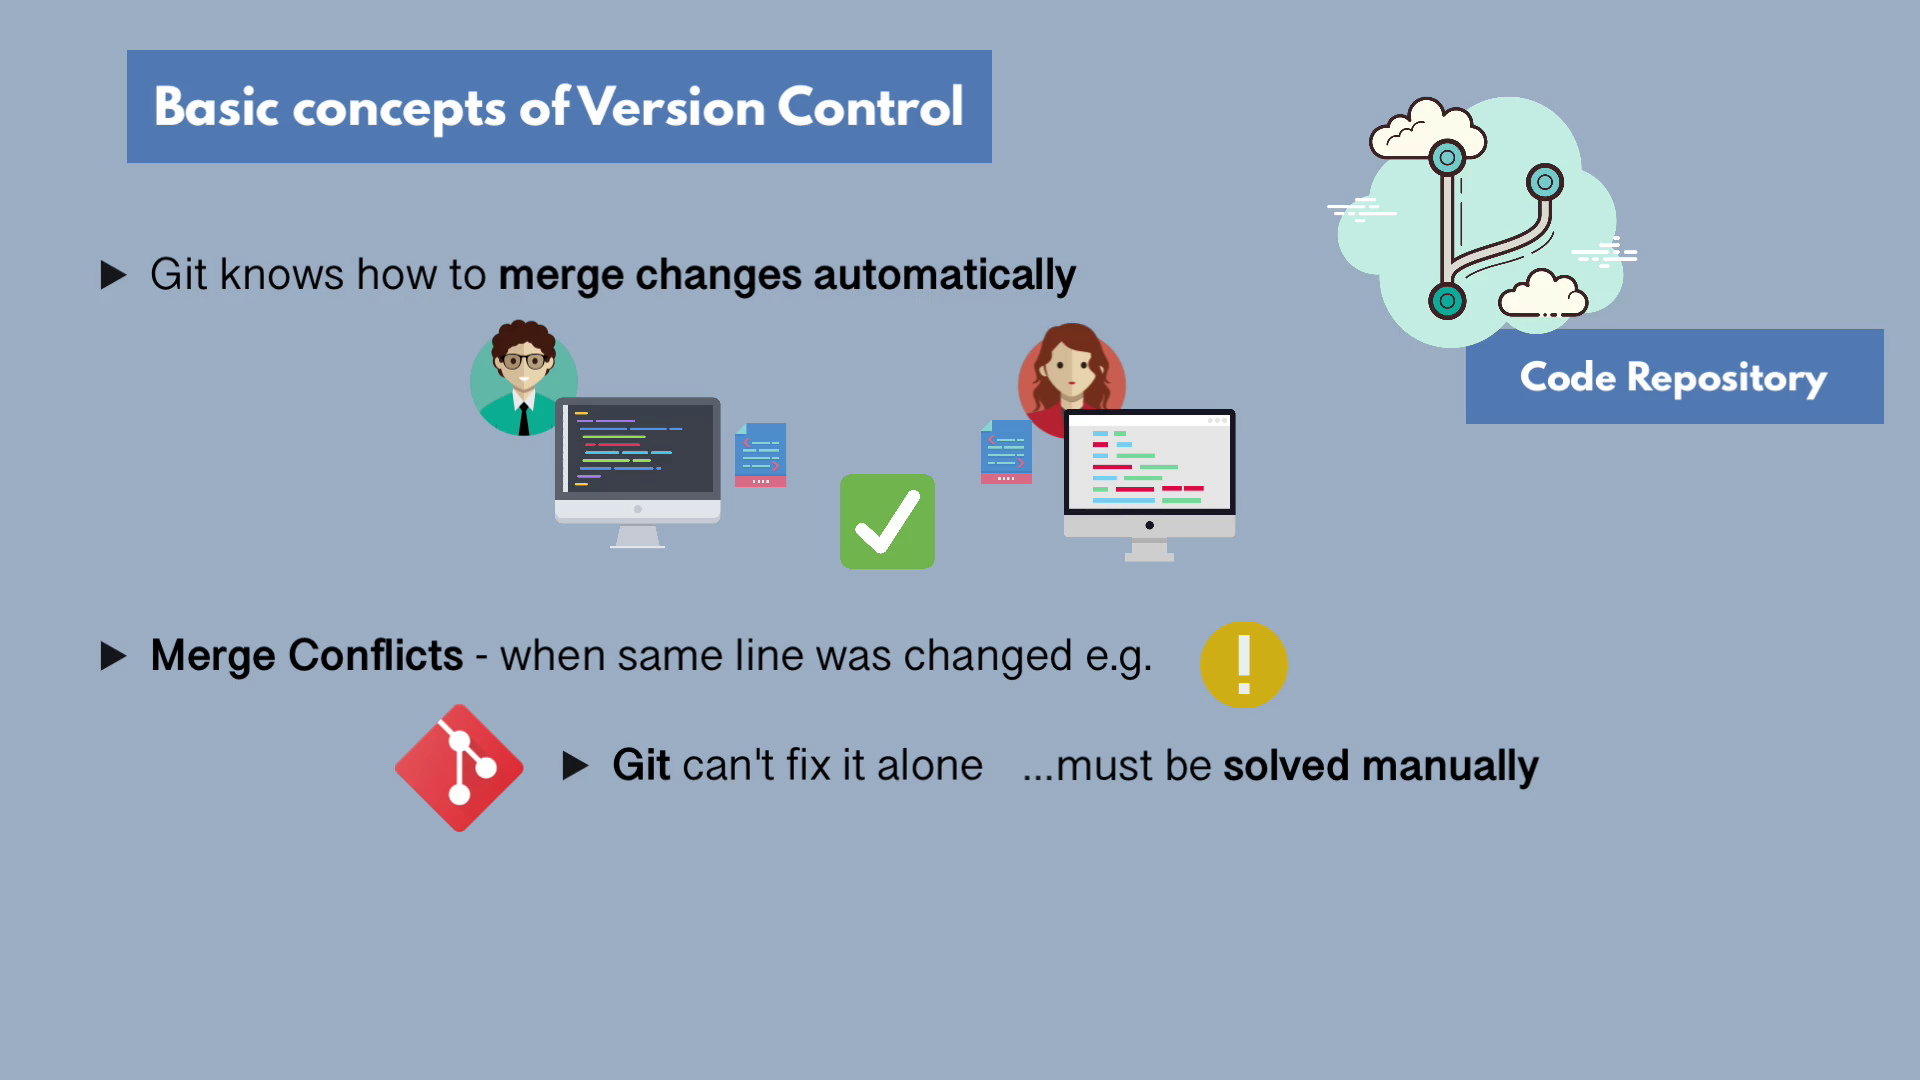 Basic concepts of Version Control
Git knows how to merge changes automatically
Code Repository
Merge Conflicts - when same line was changed e.g.
Git can't fix it alone ...must be solved manually